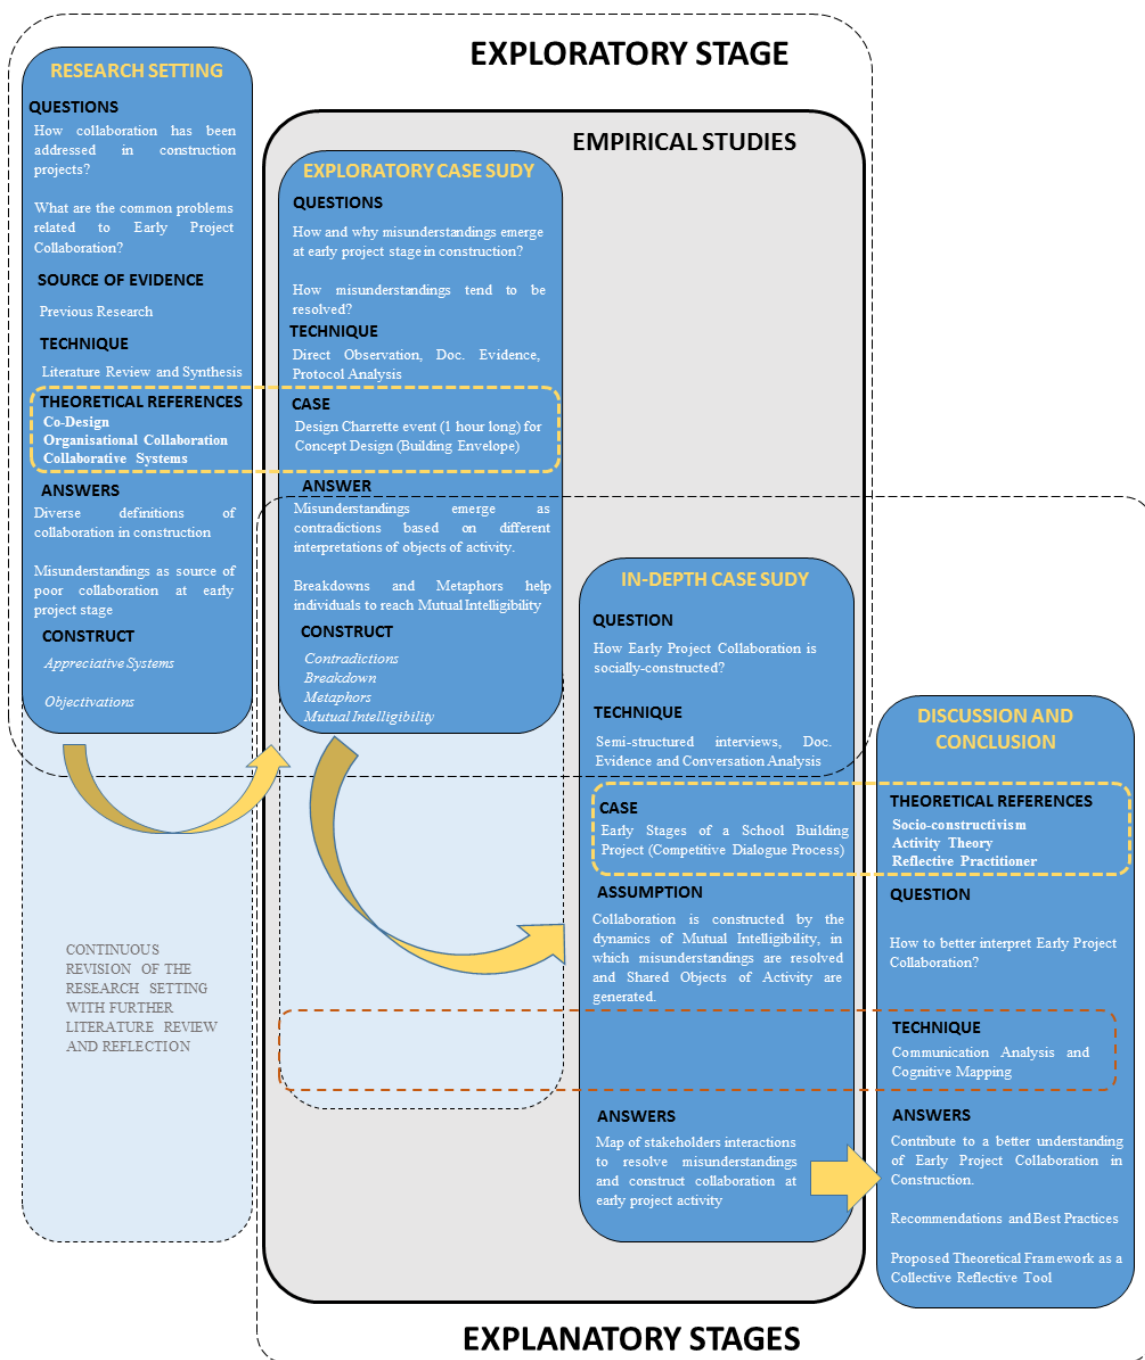 EXPLORATORY STAGE
RESEARCH SETTING
QUESTIONS
How collaboration has been
addressed in construction
projects?
What are the common problems
related to Early Project
Collaboration?
SOURCE OF EVIDENCE
Previous Research
TECHNIQUE
Literature Review and Synthesis
THEORETICAL REFERENCES
Co-Design
Organisational Collaboration
Collaborative Systems
ANSWERS
Diverse definitions of
collaboration in construction
Misunderstandings as source of
poor collaboration at early
project stage
CONSTRUCT
Appreciative Systems
Objectivations
CONTINUOUS
REVISION OF THE
RESEARCH SETTING
WITH FURTHER
LITERATURE REVIEW
AND REFLECTION
EMPIRICAL STUDIES
EXPLORATORY CASE SUDY
QUESTIONS
How and why misunderstandings emerge
at early project stage in construction?
How misunderstandings tend to be
resolved?
TECHNIQUE
Direct Observation, Doc. Evidence,
Protocol Analysis
CASE
Design Charrette event (1 hour long) for
Concept Design (Building Envelope)
ANSWER
Misunderstandings emerge as
contradictions based on different
interpretations of objects of activity.
Breakdowns and Metaphors help
individuals to reach Mutual Intelligibility
CONSTRUCT
Contradictions
Breakdown
Metaphors
Mutual Intelligibility
IN-DEPTH CASE SUDY
QUESTION
How Early Project Collaboration is
socially-constructed?
TECHNIQUE
Semi-structured interviews, Doc.
Evidence and Conversation Analysis
CASE
Early Stages of a School Building
Project (Competitive Dialogue Process)
ASSUMPTION
Collaboration is constructed by the
dynamics of Mutual Intelligibility, in
which misunderstandings are resolved
and Shared Objects of Activity are
generated.
ANSWERS
Map of stakeholders interactions
to resolve misunderstandings
and construct collaboration at
early project activity
DISCUSSION AND
CONCLUSION
THEORETICAL REFERENCES
Socio-constructivism
Activity Theory
Reflective Practitioner
QUESTION
How to better interpret Early Project
Collaboration?
TECHNIQUE
Communication Analysis and
Cognitive Mapping
ANSWERS
Contribute to a better understanding
of Early Project Collaboration in
Construction.
Recommendations and Best Practices
Proposed Theoretical Framework as a
Collective Reflective Tool
EXPLANATORY STAGES